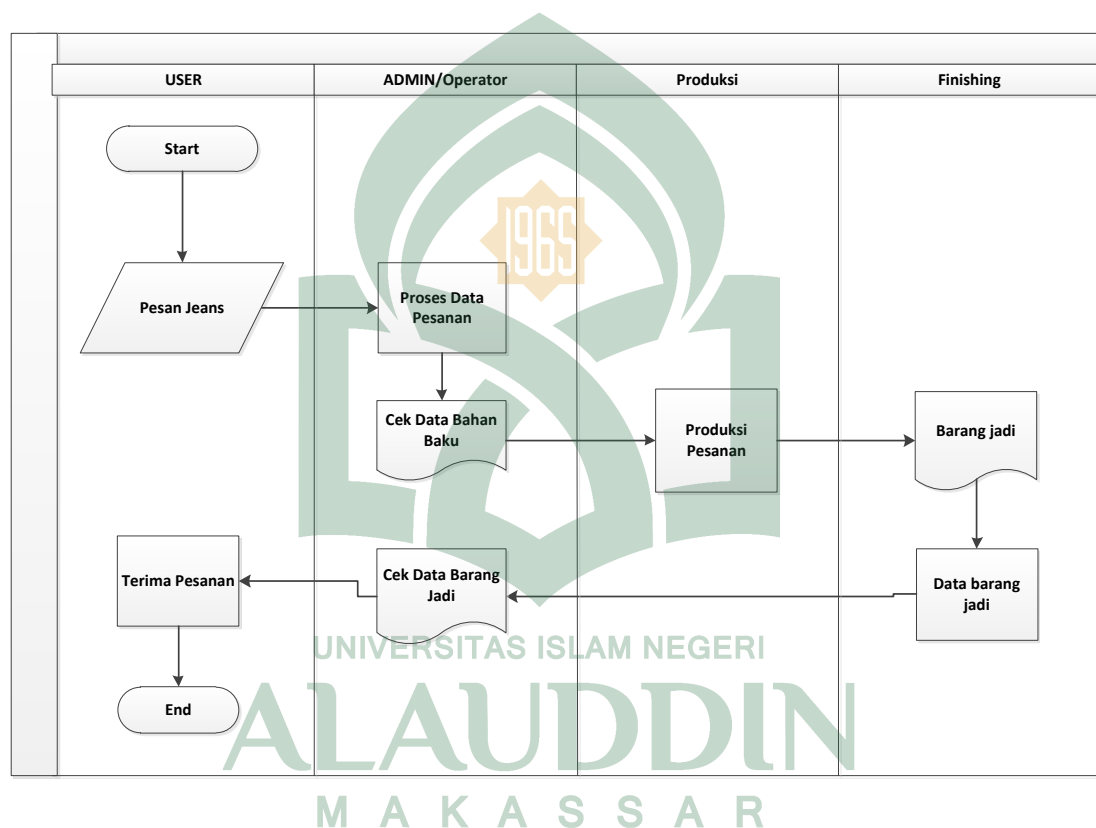 USER
ADMIN/Operator
Produksi
Finishing
Start
1965
Pesan Jeans
Proses Data
Pesanan
Cek Data Bahan
Baku
Produksi
Pesanan
Barang jadi
Terima Pesanan
Cek Data Barang
Jadi
Data barang
jadi
UNIVERSITAS ISLAM NEGERI
End
ALAUDDIN
MAKASSAR